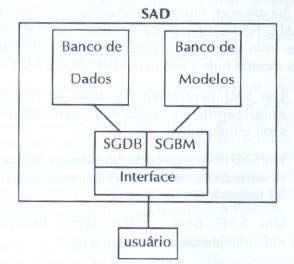 SAD
Banco de
Dados
Banco de
Modelos
SGDB
SGBM
Interface
usuário